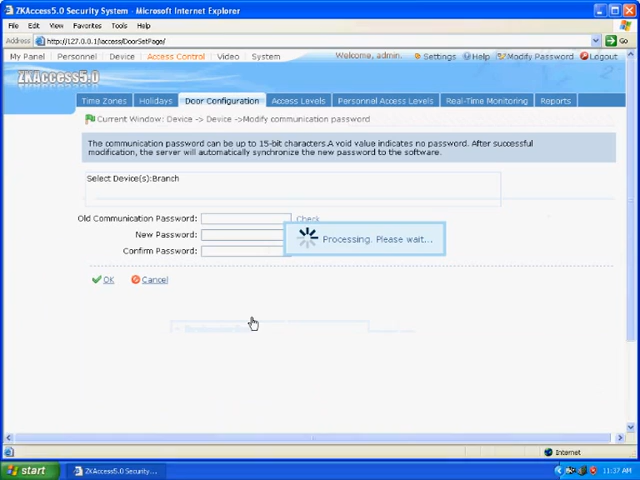 ZKAccess5.0 Security System - Microsoft Internet Explorer
File Edit View Favorites Tools Help
Address http://127.0.0.1/access/DoorSetPage/ Go
My Panel Personnel Device Access Control Video System Welcome, admin. Settings Help Modify Password Logout
ZKAccess5.0
Time Zones Holidays Door Configuration Access Levels Personnel Access Levels Real-Time Monitoring Reports
Current Window: Device -> Device ->Modify communication password
The communication password can be up to 15-bit characters.A void value indicates no password. After successful
modification, the server will automatically synchronize the new password to the software.
Select Device(s):Branch
Old Communication Password: Check
New Password:
Processing. Please wait...
Confirm Password:
OK Cancel
Internet
start ZKAccess5.0 Security... 11:37 AM